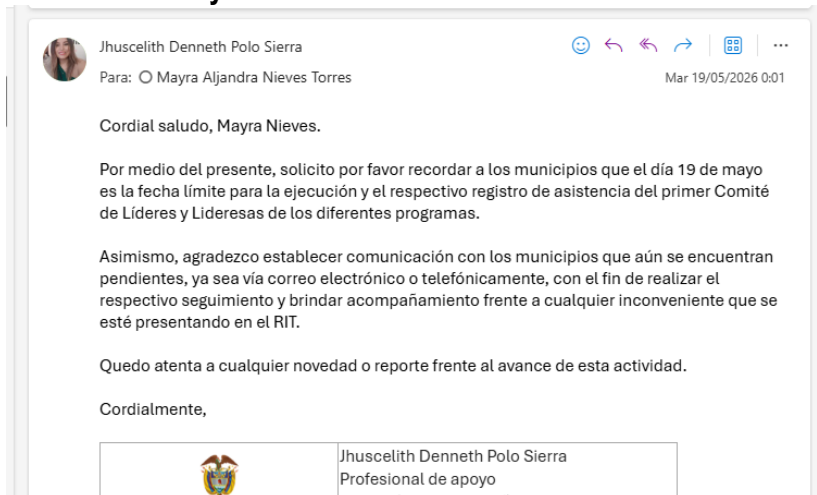 Jhuscelith Denneth Polo Sierra
Para: Mayra Aljandra Nieves Torres
Mar 19/05/2026 0:01
Cordial saludo, Mayra Nieves.
Por medio del presente, solicito por favor recordar a los municipios que el día 19 de mayo
es la fecha límite para la ejecución y el respectivo registro de asistencia del primer Comité
de Líderes y Lideresas de los diferentes programas.
Asimismo, agradezco establecer comunicación con los municipios que aún se encuentran
pendientes, ya sea vía correo electrónico o telefónicamente, con el fin de realizar el
respectivo seguimiento y brindar acompañamiento frente a cualquier inconveniente que se
esté presentando en el RIT.
Quedo atenta a cualquier novedad o reporte frente al avance de esta actividad.
Cordialmente,
Jhuscelith Denneth Polo Sierra
Profesional de apoyo